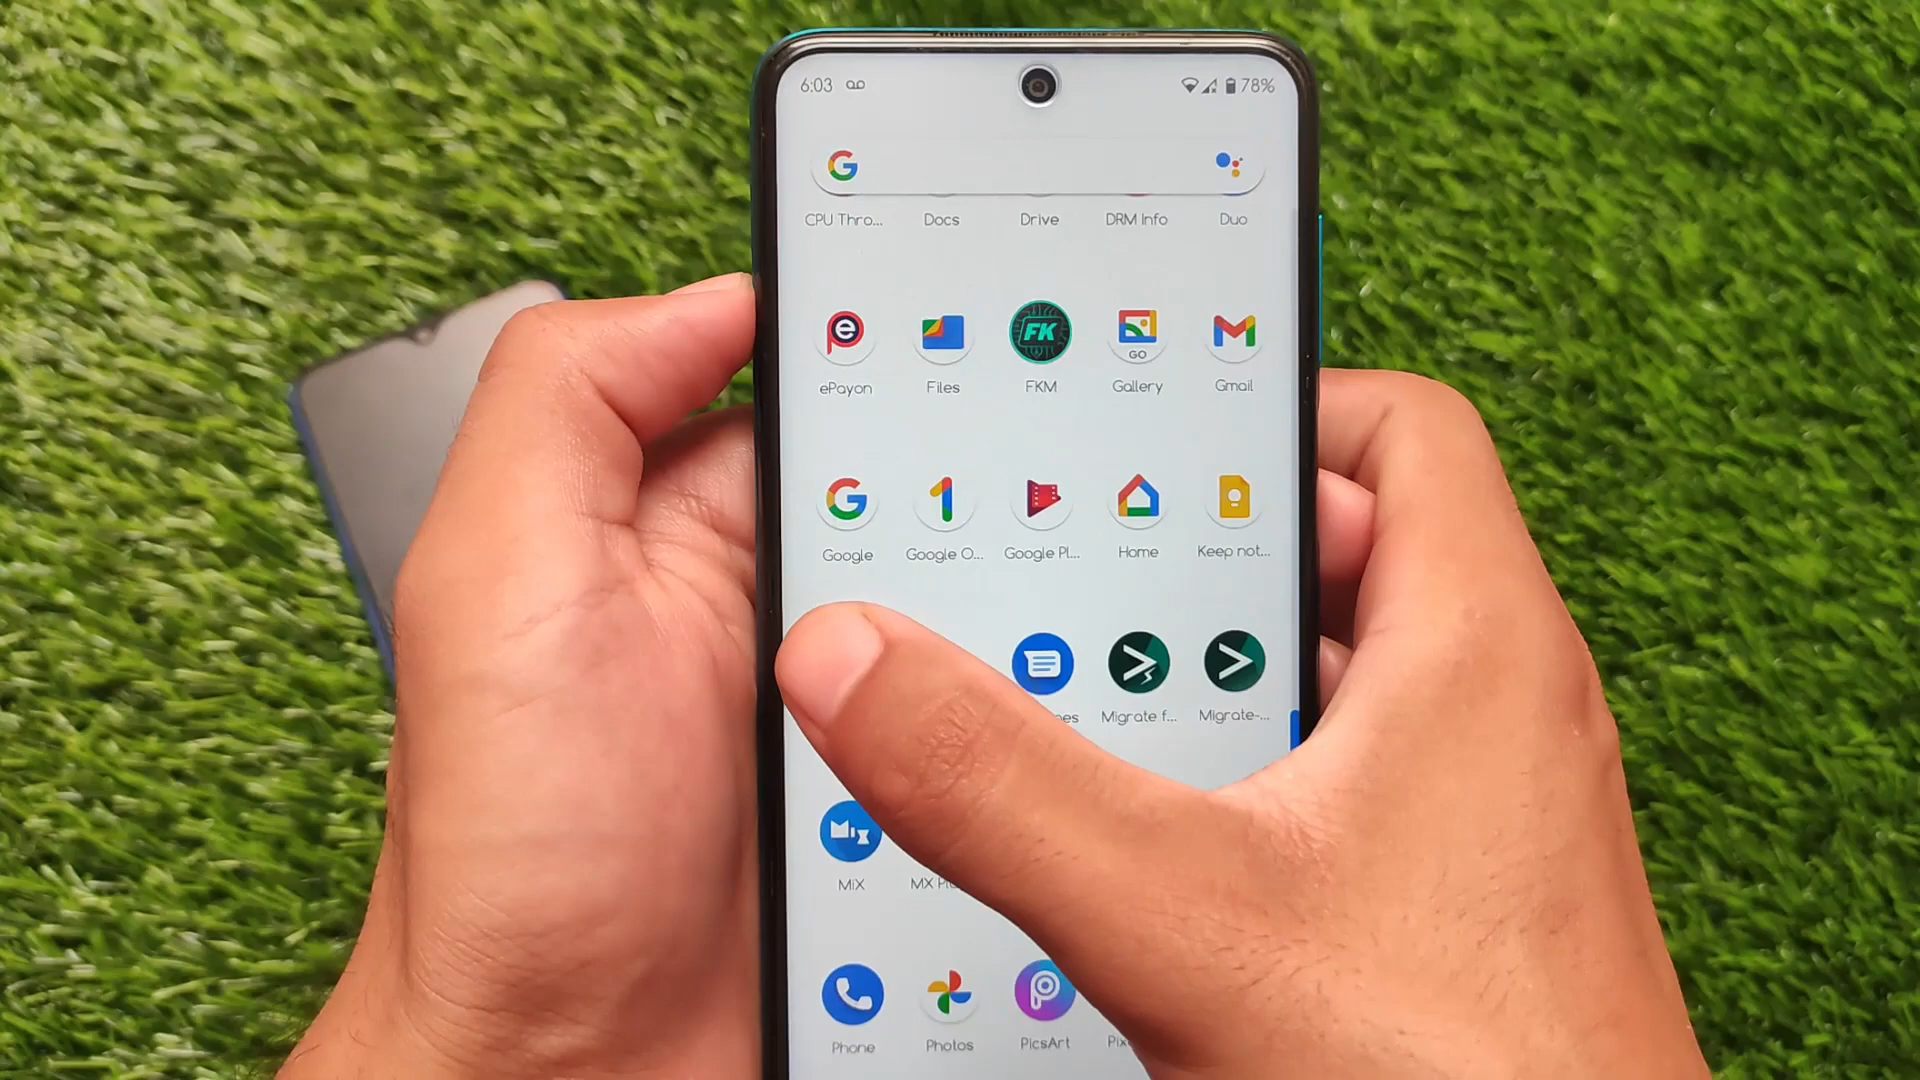 6:03 78%
CPU Thro... Docs Drive DRM Info Duo
GO
ePayon Files FKM Gallery Gmail
Google Google O... Google Pl... Home Keep not...
Migrate f... Migrate-...
MiX MX
Phone Photos PicsArt